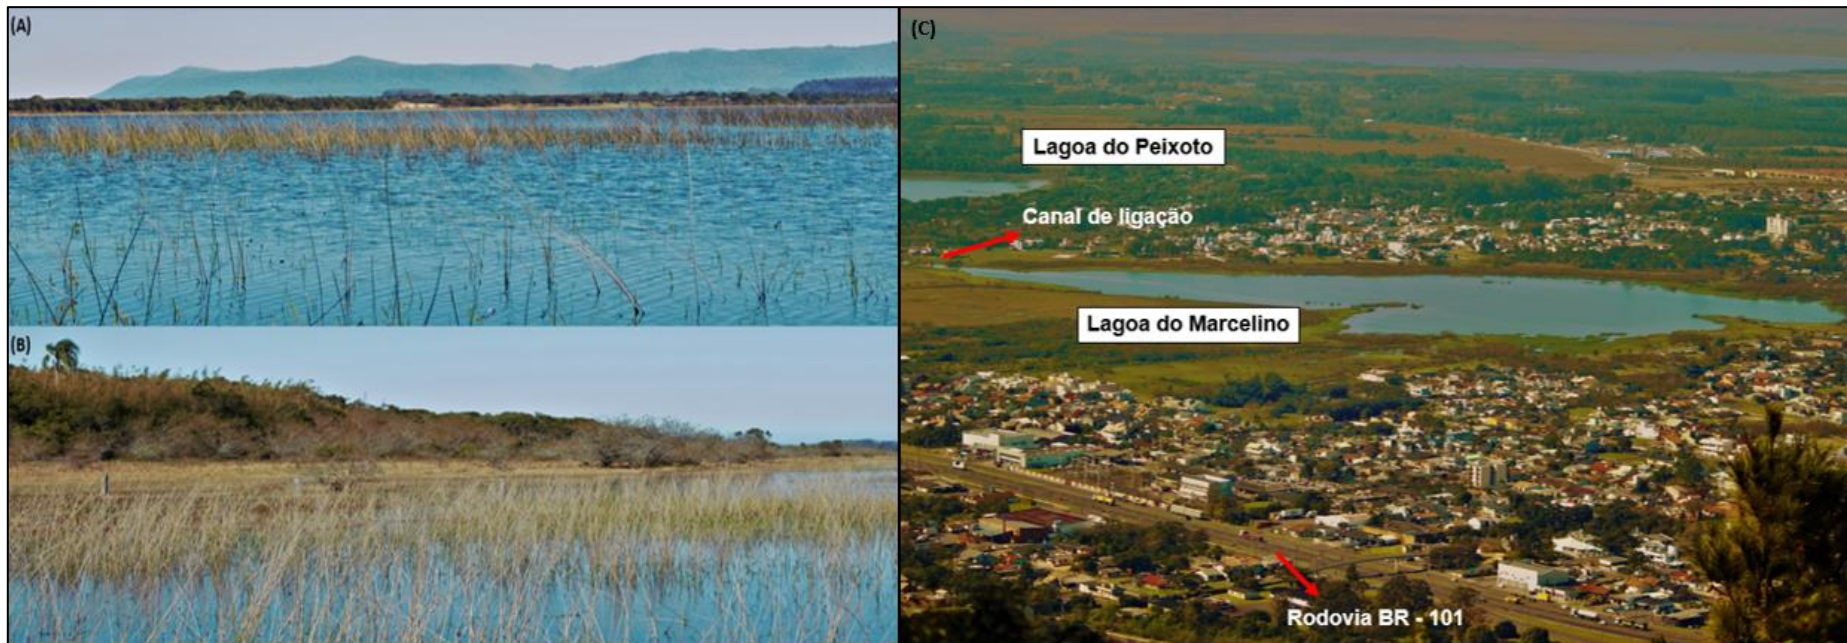 (A)
(B)
(C)
Lagoa do Peixoto
Canal de ligação
Lagoa do Marcelino
Rodovia BR - 101